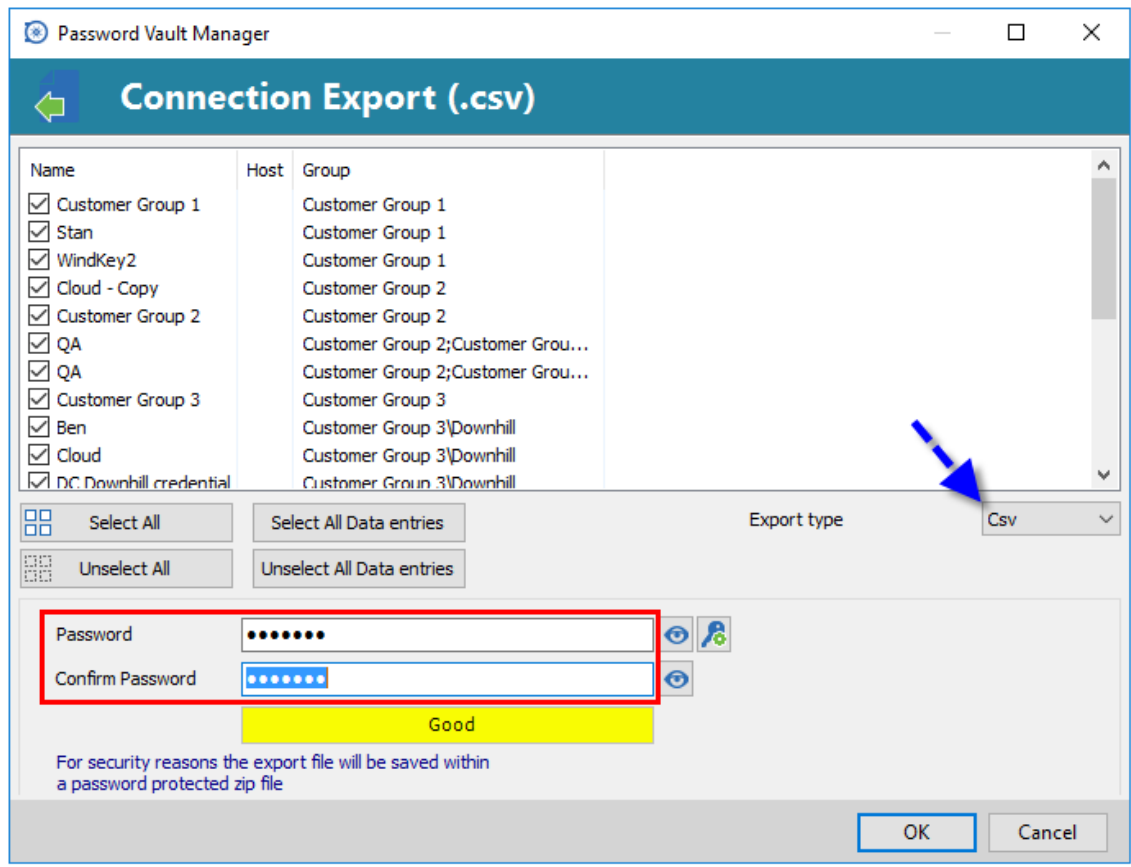 Password Vault Manager
Connection Export (.csv)
Name Host Group
Customer Group 1 Customer Group 1
Stan Customer Group 1
WindKey2 Customer Group 1
Cloud - Copy Customer Group 2
Customer Group 2 Customer Group 2
QA Customer Group 2;Customer Grou...
QA Customer Group 2;Customer Grou...
Customer Group 3 Customer Group 3
Ben Customer Group 3\Downhill
Cloud Customer Group 3\Downhill
DC Downhill credential Customer Group 3\Downhill
Select All Select All Data entries Export type Csv
Unselect All Unselect All Data entries
Password •••••••
Confirm Password •••••••
Good
For security reasons the export file will be saved within
a password protected zip file
OK Cancel